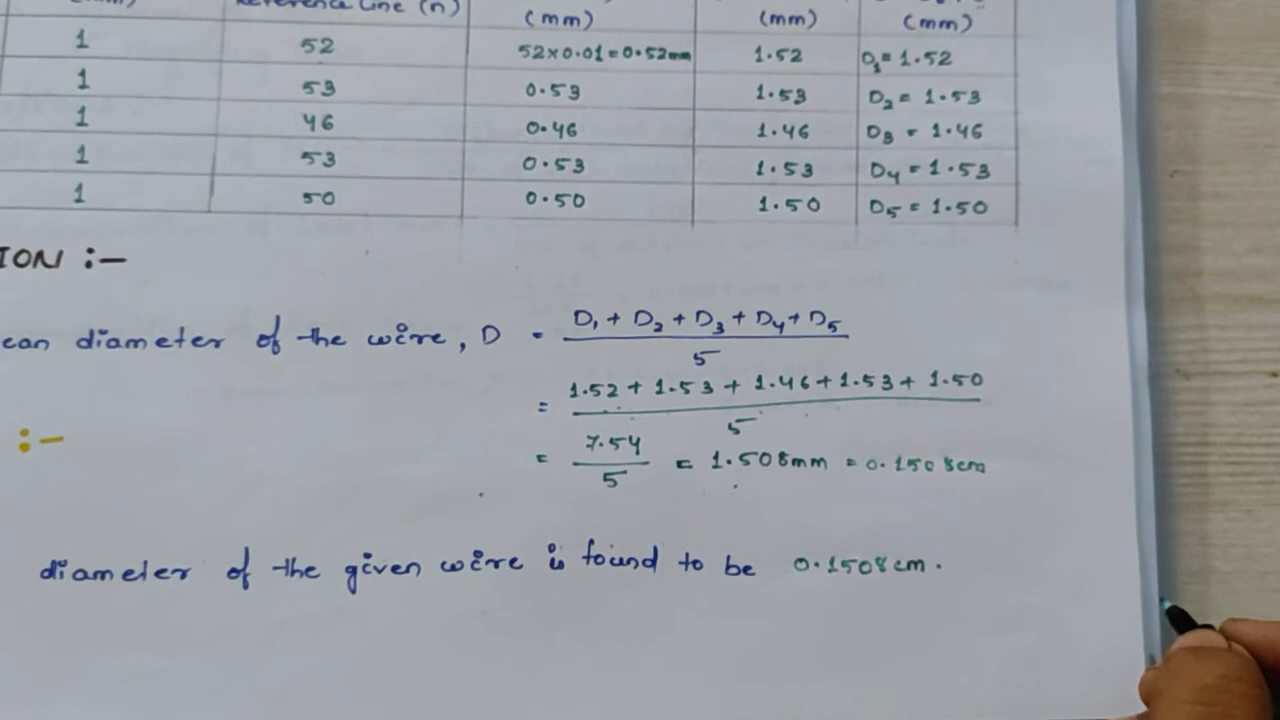 Reference Line (n)
(mm) (mm) (mm)
1 52 52×0.01=0.52mm 1.52 D₁= 1.52
1 53 0.53 1.53 D₂ = 1.53
1 46 0.46 1.46 D₃ = 1.46
1 53 0.53 1.53 D₄ = 1.53
1 50 0.50 1.50 D₅ = 1.50
ION :-
ean diameter of the wire, D = D₁ + D₂ + D₃ + D₄ + D₅
5
= 1.52 + 1.53 + 1.46 + 1.53 + 1.50
5
:-
= 7.54 = 1.508mm = 0.1508cm
5
diameter of the given wire is found to be 0.1508cm.